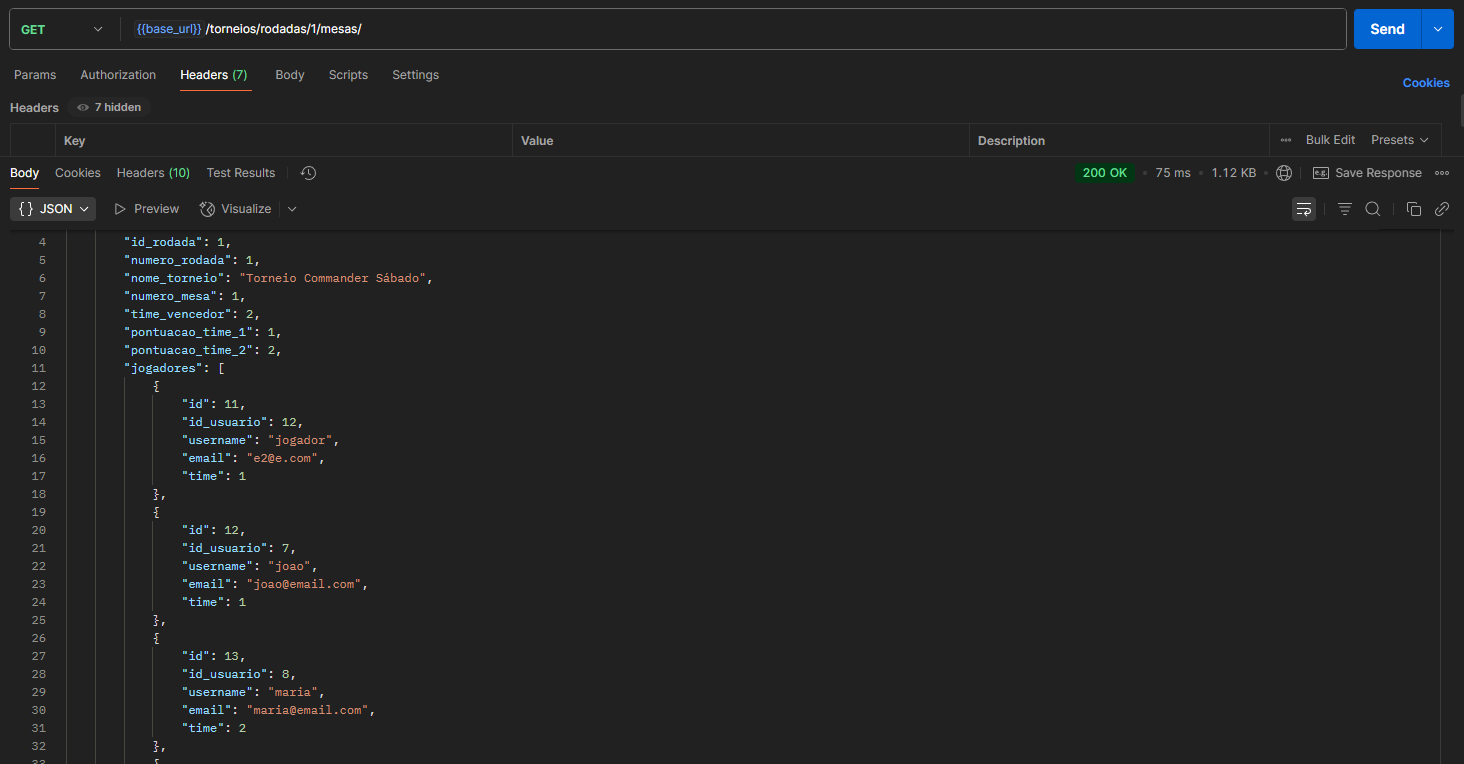 GET {{base_url}}/torneios/rodadas/1/mesas/ Send
Params Authorization Headers (7) Body Scripts Settings Cookies
Headers 7 hidden
Key Value Description Bulk Edit Presets
Body Cookies Headers (10) Test Results 200 OK 75 ms 1.12 KB Save Response
{} JSON Preview Visualize
4 "id_rodada": 1,
5 "numero_rodada": 1,
6 "nome_torneio": "Torneio Commander Sábado",
7 "numero_mesa": 1,
8 "time_vencedor": 2,
9 "pontuacao_time_1": 1,
10 "pontuacao_time_2": 2,
11 "jogadores": [
12 {
13 "id": 11,
14 "id_usuario": 12,
15 "username": "jogador",
16 "email": "e2@e.com",
17 "time": 1
18 },
19 {
20 "id": 12,
21 "id_usuario": 7,
22 "username": "joao",
23 "email": "joao@email.com",
24 "time": 1
25 },
26 {
27 "id": 13,
28 "id_usuario": 8,
29 "username": "maria",
30 "email": "maria@email.com",
31 "time": 2
32 },
33 {